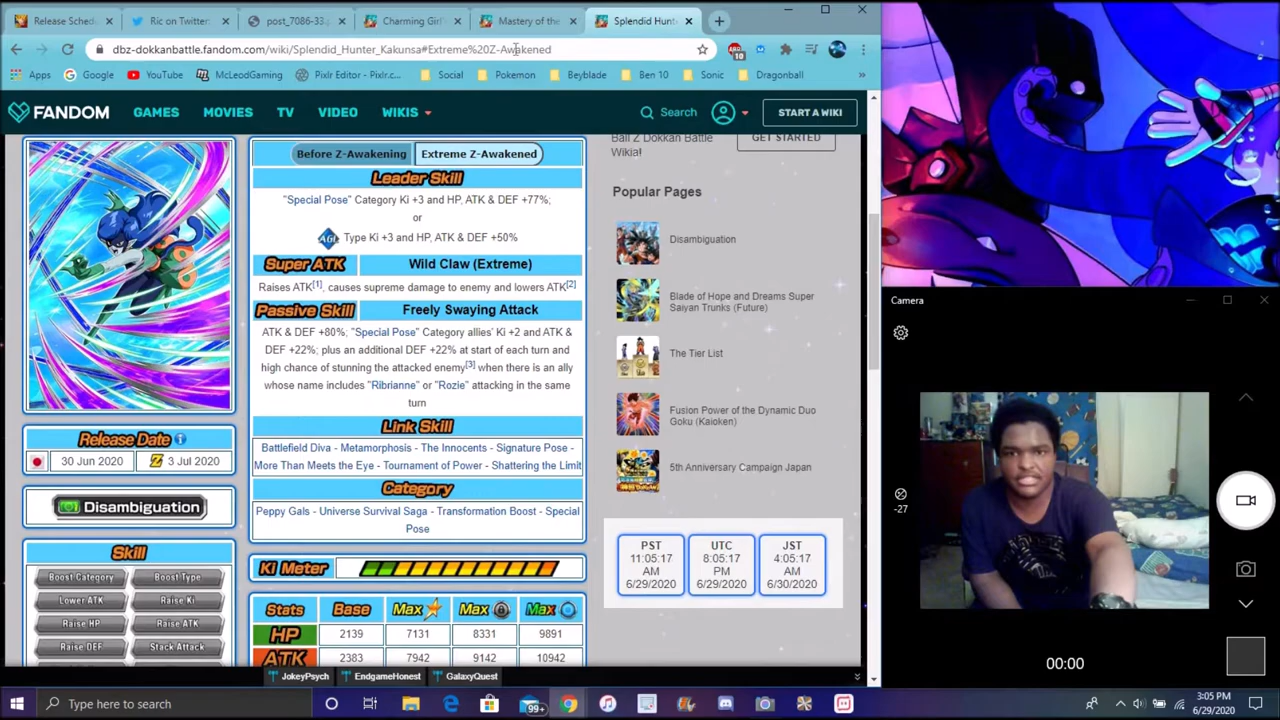 Release Sched
Ric on Twitter:
post_7086-33.p
Charming Girl'
Mastery of the
Splendid Hunt
dbz-dokkanbattle.fandom.com/wiki/Splendid_Hunter_Kakunsa#Extreme%20Z-Awakened
10
Apps
Google
YouTube
McLeodGaming
Pixlr Editor - Pixlr.c...
Social
Pokemon
Beyblade
Ben 10
Sonic
Dragonball
»
FANDOM
GAMES
MOVIES
TV
VIDEO
WIKIS
Search
START A WIKI
Before Z-Awakening
Extreme Z-Awakened
Leader Skill
"Special Pose" Category Ki +3 and HP, ATK & DEF +77%;
or
AGL Type Ki +3 and HP, ATK & DEF +50%
Super ATK
Wild Claw (Extreme)
Raises ATK[1], causes supreme damage to enemy and lowers ATK[2]
Passive Skill
Freely Swaying Attack
ATK & DEF +80%; "Special Pose" Category allies' Ki +2 and ATK &
DEF +22%; plus an additional DEF +22% at start of each turn and
high chance of stunning the attacked enemy[3] when there is an ally
whose name includes "Ribrianne" or "Rozie" attacking in the same
turn
Link Skill
Battlefield Diva - Metamorphosis - The Innocents - Signature Pose -
More Than Meets the Eye - Tournament of Power - Shattering the Limit
Category
Peppy Gals - Universe Survival Saga - Transformation Boost - Special
Pose
Ki Meter
Stats
Base
Max
Max
Max
HP
2139
7131
8331
9891
ATK
2383
7942
9142
10942
Release Date
30 Jun 2020
Z
3 Jul 2020
Disambiguation
Skill
Boost Category
Boost Type
Lower ATK
Raise Ki
Raise HP
Raise ATK
Raise DEF
Stack Attack
Ball Z Dokkan Battle
Wikia!
GET STARTED
Popular Pages
Disambiguation
Blade of Hope and Dreams Super
Saiyan Trunks (Future)
The Tier List
Fusion Power of the Dynamic Duo
Goku (Kaioken)
5th Anniversary Campaign Japan
PST
11:05:17
AM
6/29/2020
UTC
8:05:17
PM
6/29/2020
JST
4:05:17
AM
6/30/2020
JokeyPsych
EndgameHonest
GalaxyQuest
Camera
-27
00:00
Type here to search
99+
3:05 PM
6/29/2020